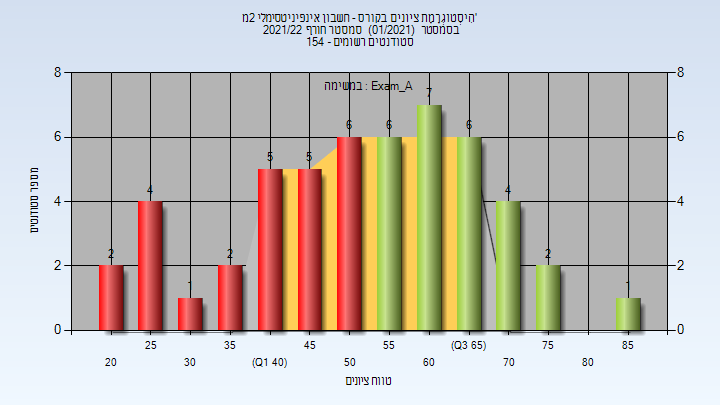 היסטוגרמת ציונים בקורס - חשבון אינפיניטסימלי 2מ'
בסמסטר (01/2021) סמסטר חורף 2021/22
סטודנטים רשומים - 154
במשימה : Exam_A
מספר סטודנטים
8 8
6 6
4 4
2 2
0 0
2 4 1 2 5 5 6 6 7 6 4 2 1
25 35 45 55 (Q3 65) 75 85
20 30 (Q1 40) 50 60 70 80
טווח ציונים